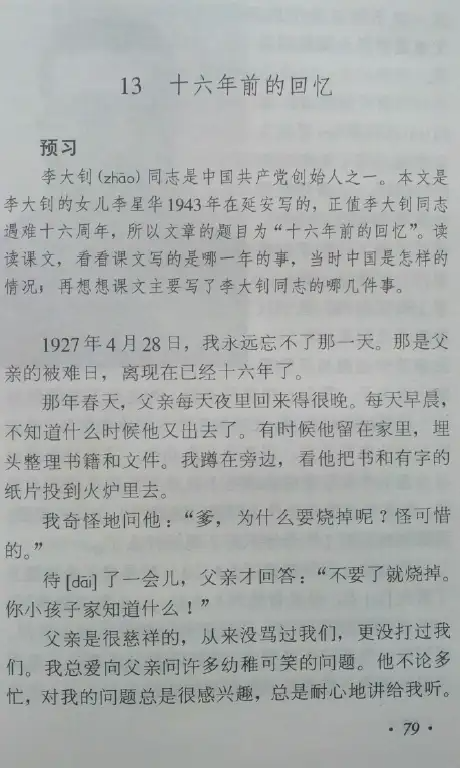 13 十六年前的回忆
预习
李大钊(zhāo)同志是中国共产党创始人之一。本文是
李大钊的女儿李星华1943年在延安写的，正值李大钊同志
遇难十六周年，所以文章的题目为“十六年前的回忆”。读
读课文，看看课文写的是哪一年的事，当时中国是怎样的
情况；再想想课文主要写了李大钊同志的哪几件事。
1927年4月28日，我永远忘不了那一天。那是父
亲的被难日，离现在已经十六年了。
那年春天，父亲每天夜里回来得很晚。每天早晨，
不知道什么时候他又出去了。有时候他留在家里，埋
头整理书籍和文件。我蹲在旁边，看他把书和有字的
纸片投到火炉里去。
我奇怪地问他：“爹，为什么要烧掉呢？怪可惜
的。”
待[dāi]了一会儿，父亲才回答：“不要了就烧掉。
你小孩子家知道什么！”
父亲是很慈祥的，从来没骂过我们，更没打过我
们。我总爱向父亲问许多幼稚可笑的问题。他不论多
忙，对我的问题总是很感兴趣，总是耐心地讲给我听。
·79·